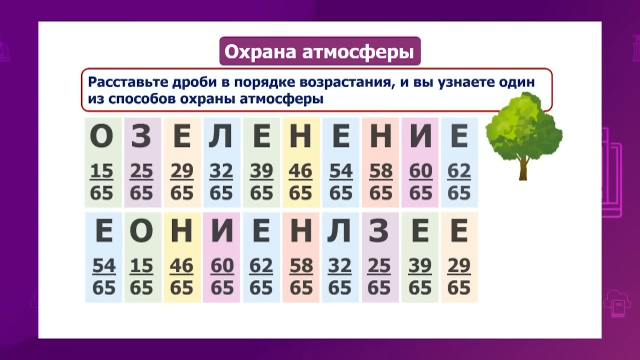 Охрана атмосферы
Расставьте дроби в порядке возрастания, и вы узнаете один
из способов охраны атмосферы
О З Е Л Е Н Е Н И Е
15 25 29 32 39 46 54 58 60 62
65 65 65 65 65 65 65 65 65 65
Е О Н И Е Н Л З Е Е
54 15 46 60 62 58 32 25 39 29
65 65 65 65 65 65 65 65 65 65